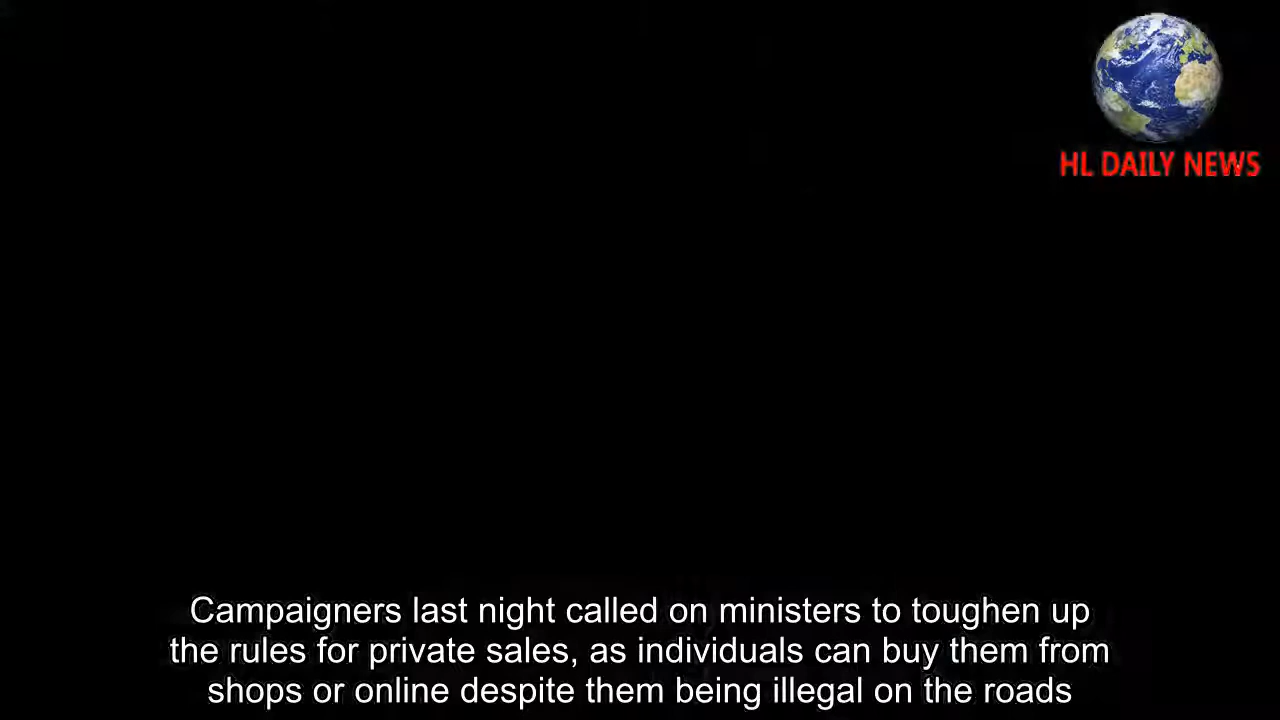 HL DAILY NEWS
Campaigners last night called on ministers to toughen up
the rules for private sales, as individuals can buy them from
shops or online despite them being illegal on the roads